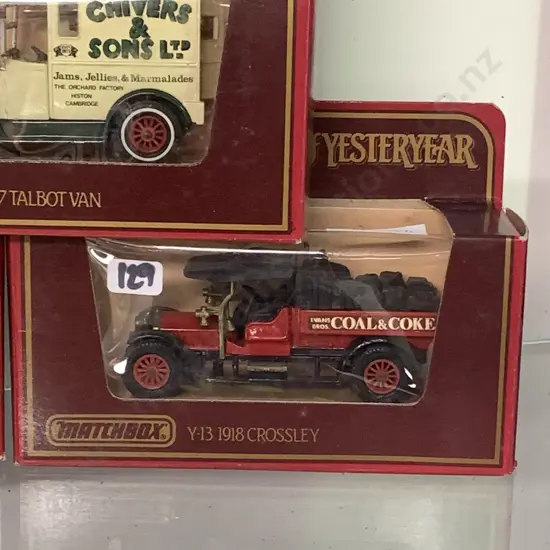 CHIVERS
& SONS LTD
Jams, Jellies, & Marmalades
THE ORCHARD FACTORY
HISTON
CAMBRIDGE
7 TALBOT VAN
OF YESTERYEAR
129
EVANS
BROS. COAL & COKE
MATCHBOX
Y-13 1918 CROSSLEY